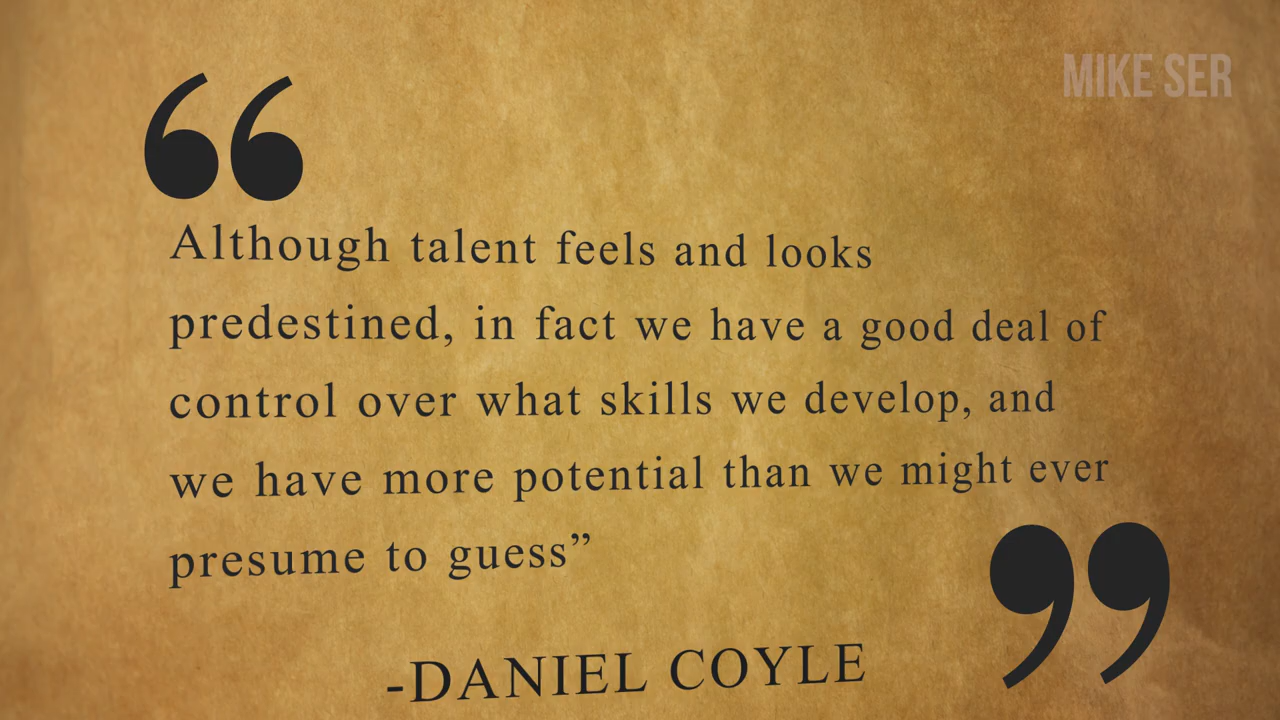 MIKE SER
“
Although talent feels and looks
predestined, in fact we have a good deal of
control over what skills we develop, and
we have more potential than we might ever
presume to guess”
”
-DANIEL COYLE